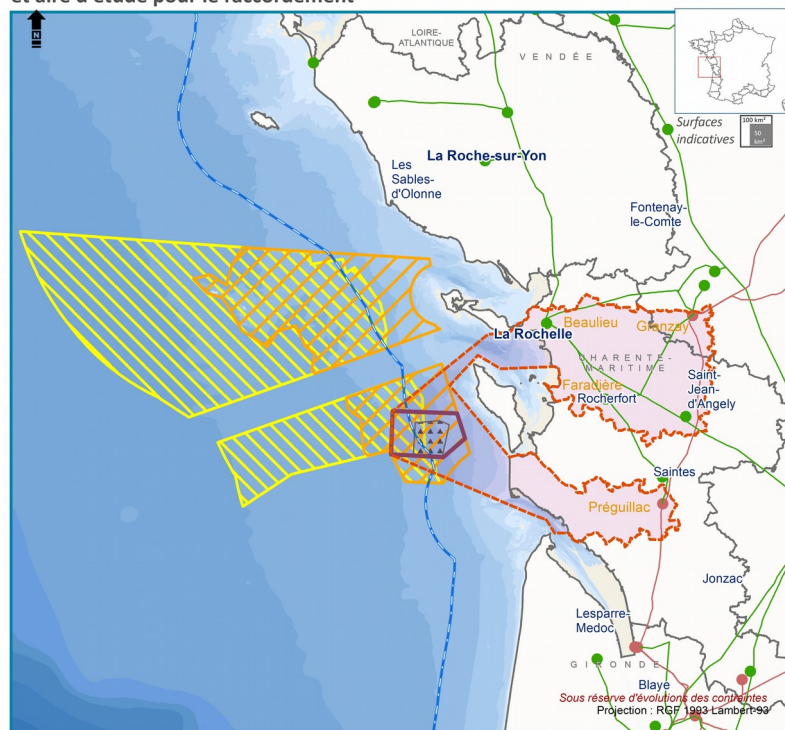 et aire d'étude pour le raccordement
N
LOIRE-
ATLANTIQUE
VENDÉE
Surfaces
indicatives
100 km²
50
km²
La Roche-sur-Yon
Les
Sables-
d'Olonne
Fontenay-
le-Comte
La Rochelle
Beaulieu
Granzay
CHARENTE-
MARITIME
Faradière
Rocherfort
Saint-
Jean-
d'Angely
Saintes
Préguillac
Jonzac
Lesparre-
Medoc
GIRONDE
Blaye
Sous réserve d'évolutions des contreintes
Projection : RGF 1993 Lambert-93